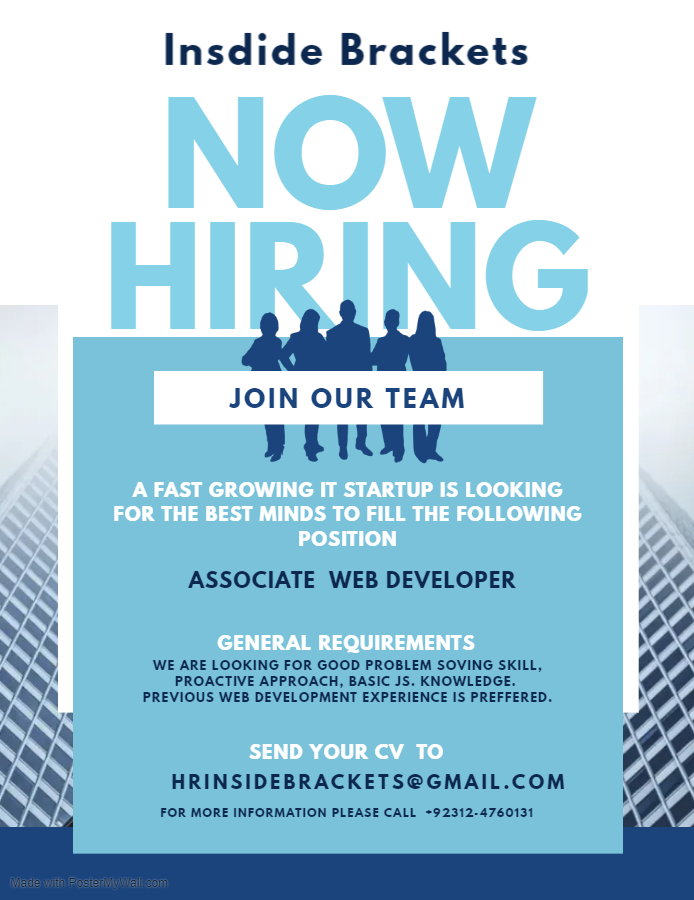 Insdide Brackets
NOW
HIRING
JOIN OUR TEAM
A FAST GROWING IT STARTUP IS LOOKING
FOR THE BEST MINDS TO FILL THE FOLLOWING
POSITION
ASSOCIATE WEB DEVELOPER
GENERAL REQUIREMENTS
WE ARE LOOKING FOR GOOD PROBLEM SOVING SKILL,
PROACTIVE APPROACH, BASIC JS. KNOWLEDGE.
PREVIOUS WEB DEVELOPMENT EXPERIENCE IS PREFFERED.
SEND YOUR CV TO
HRINSIDEBRACKETS@GMAIL.COM
FOR MORE INFORMATION PLEASE CALL +92312-4760131
Made with PosterMyWall.com